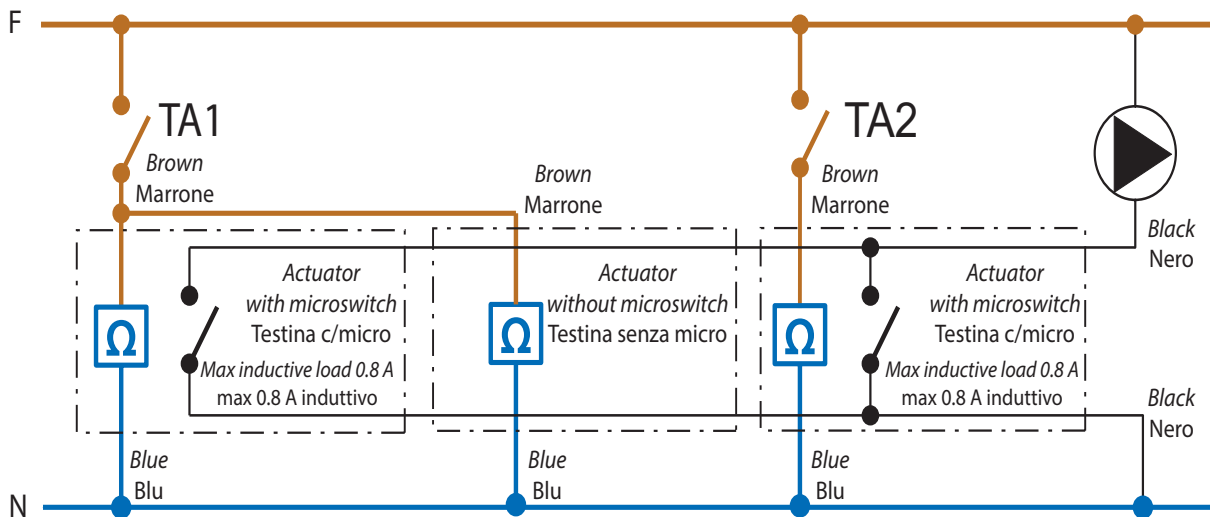 F
TA1
Brown
Marrone
TA2
Brown
Marrone
Brown
Marrone
Black
Nero
Ω
Actuator
with microswitch
Testina c/micro
Max inductive load 0.8 A
max 0.8 A induttivo
Ω
Actuator
without microswitch
Testina senza micro
Ω
Actuator
with microswitch
Testina c/micro
Max inductive load 0.8 A
max 0.8 A induttivo
Black
Nero
Blue
Blu
Blue
Blu
Blue
Blu
N